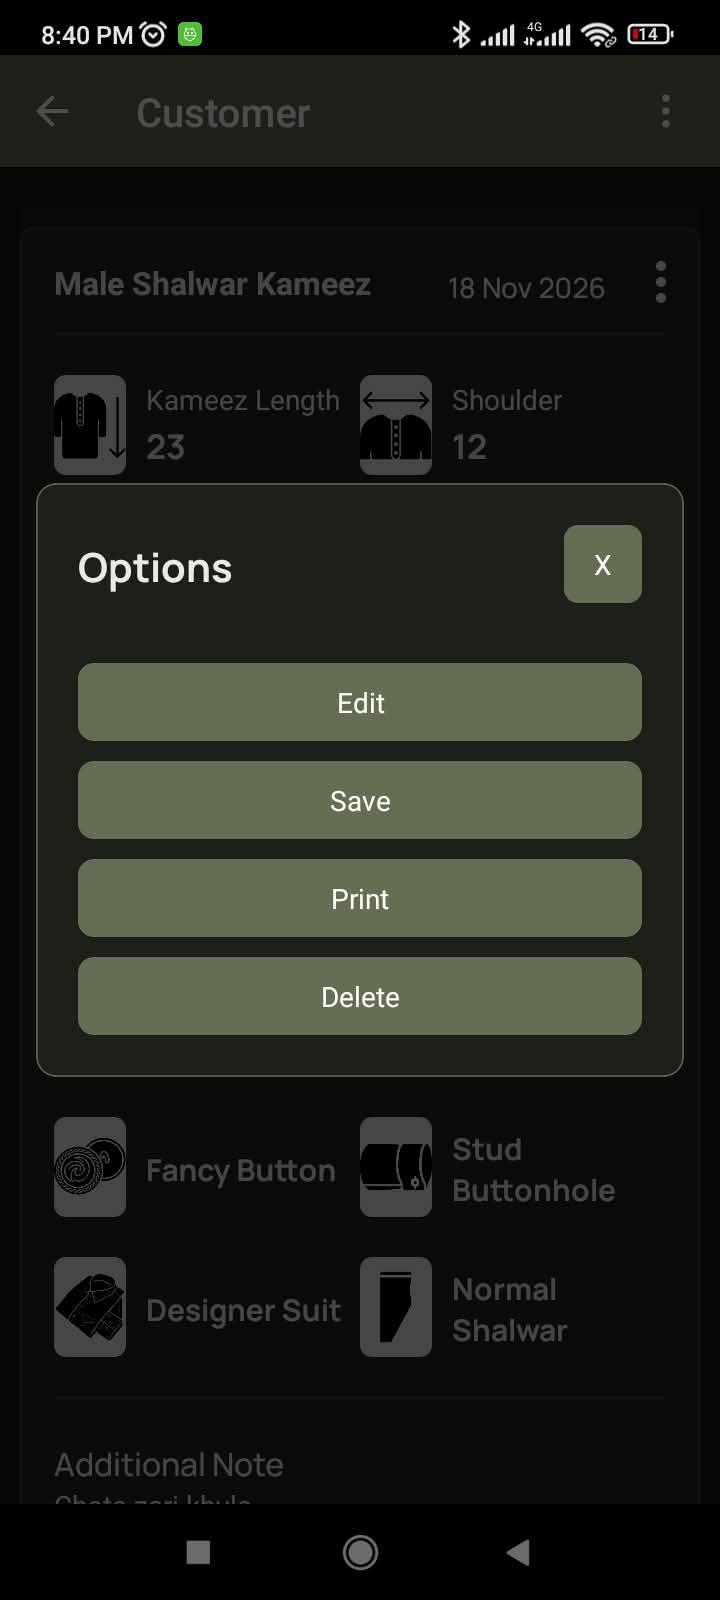 8:40 PM 4G 14
Customer
Male Shalwar Kameez 18 Nov 2026
Kameez Length Shoulder
23 12
Options X
Edit
Save
Print
Delete
Fancy Button Stud
Buttonhole
Designer Suit Normal
Shalwar
Additional Note